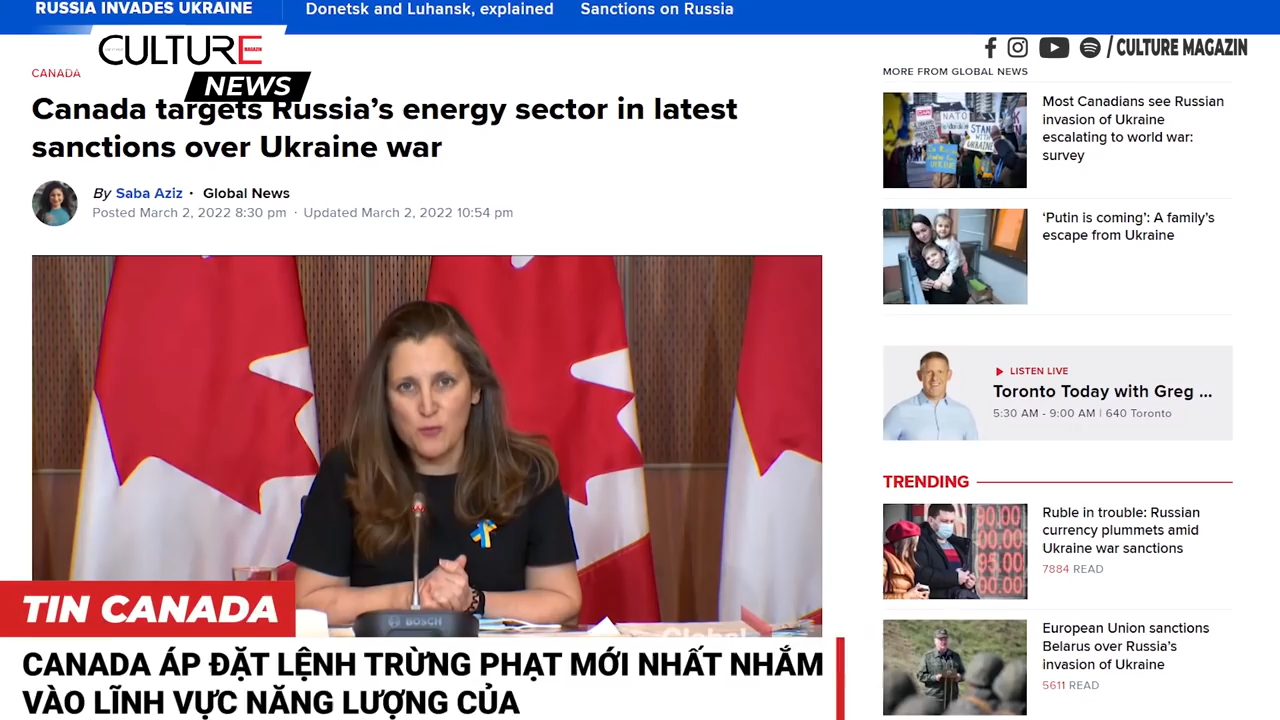 RUSSIA INVADES UKRAINE
Donetsk and Luhansk, explained
Sanctions on Russia
CULTURE
MAGAZIN
NEWS
/ CULTURE MAGAZIN
CANADA
Canada targets Russia's energy sector in latest
sanctions over Ukraine war
By Saba Aziz · Global News
Posted March 2, 2022 8:30 pm · Updated March 2, 2022 10:54 pm
BOSCH
Global
TIN CANADA
CANADA ÁP ĐẶT LỆNH TRỪNG PHẠT MỚI NHẤT NHẮM
VÀO LĨNH VỰC NĂNG LƯỢNG CỦA
MORE FROM GLOBAL NEWS
NATO
STAND
WITH
UKRAINE
Most Canadians see Russian
invasion of Ukraine
escalating to world war:
survey
‘Putin is coming’: A family’s
escape from Ukraine
LISTEN LIVE
Toronto Today with Greg ...
5:30 AM - 9:00 AM | 640 Toronto
TRENDING
Ruble in trouble: Russian
currency plummets amid
Ukraine war sanctions
7884 READ
European Union sanctions
Belarus over Russia’s
invasion of Ukraine
5611 READ